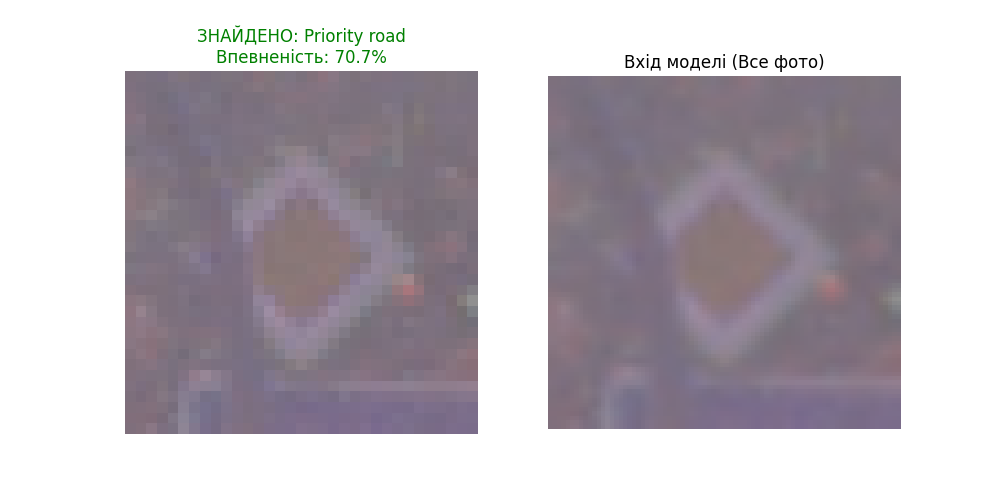 ЗНАЙДЕНО: Priority road
Впевненість: 70.7%
Вхід моделі (Все фото)